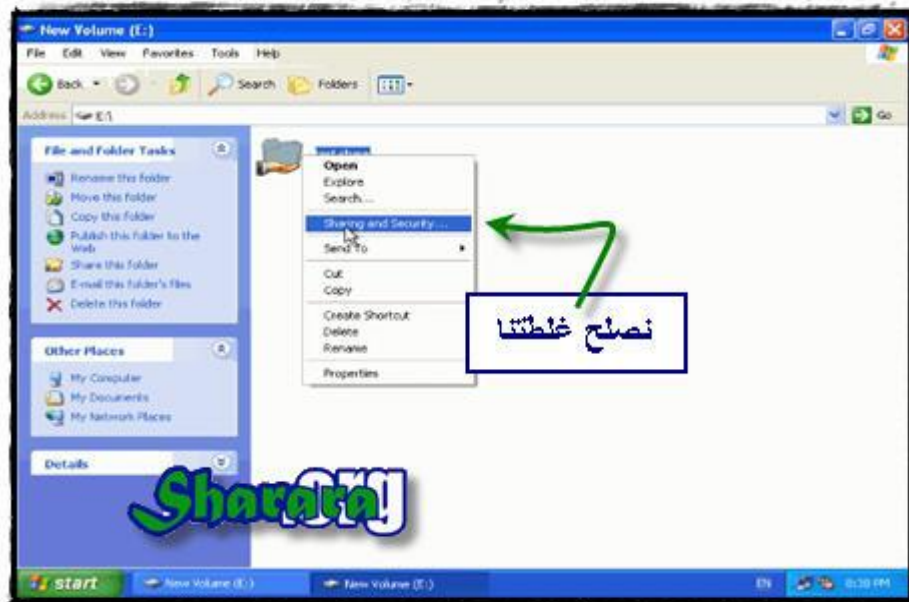 New Volume (E:)
File Edit View Favorites Tools Help
Back Search Folders
Address E:\ Go
File and Folder Tasks
Rename this folder
Move this folder
Copy this folder
Publish this folder to the
Web
Share this folder
E-mail this folder's files
Delete this folder
Other Places
My Computer
My Documents
My Network Places
Details
Open
Explore
Search...
Sharing and Security...
Send To
Cut
Copy
Create Shortcut
Delete
Rename
Properties
نصلح غلطتنا
Sharara.org
start New Volume (E:) New Volume (E:) EN 8:38 PM